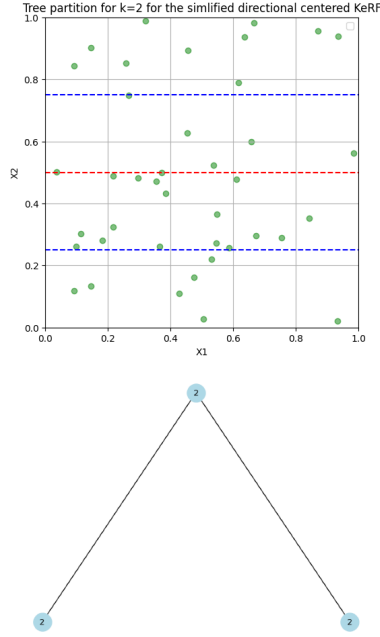 Tree partition for k=2 for the simlified directional centered KeRF
1.0
0.8
0.6
0.4
0.2
0.0
X2
0.0 0.2 0.4 0.6 0.8 1.0
X1
2
2 2